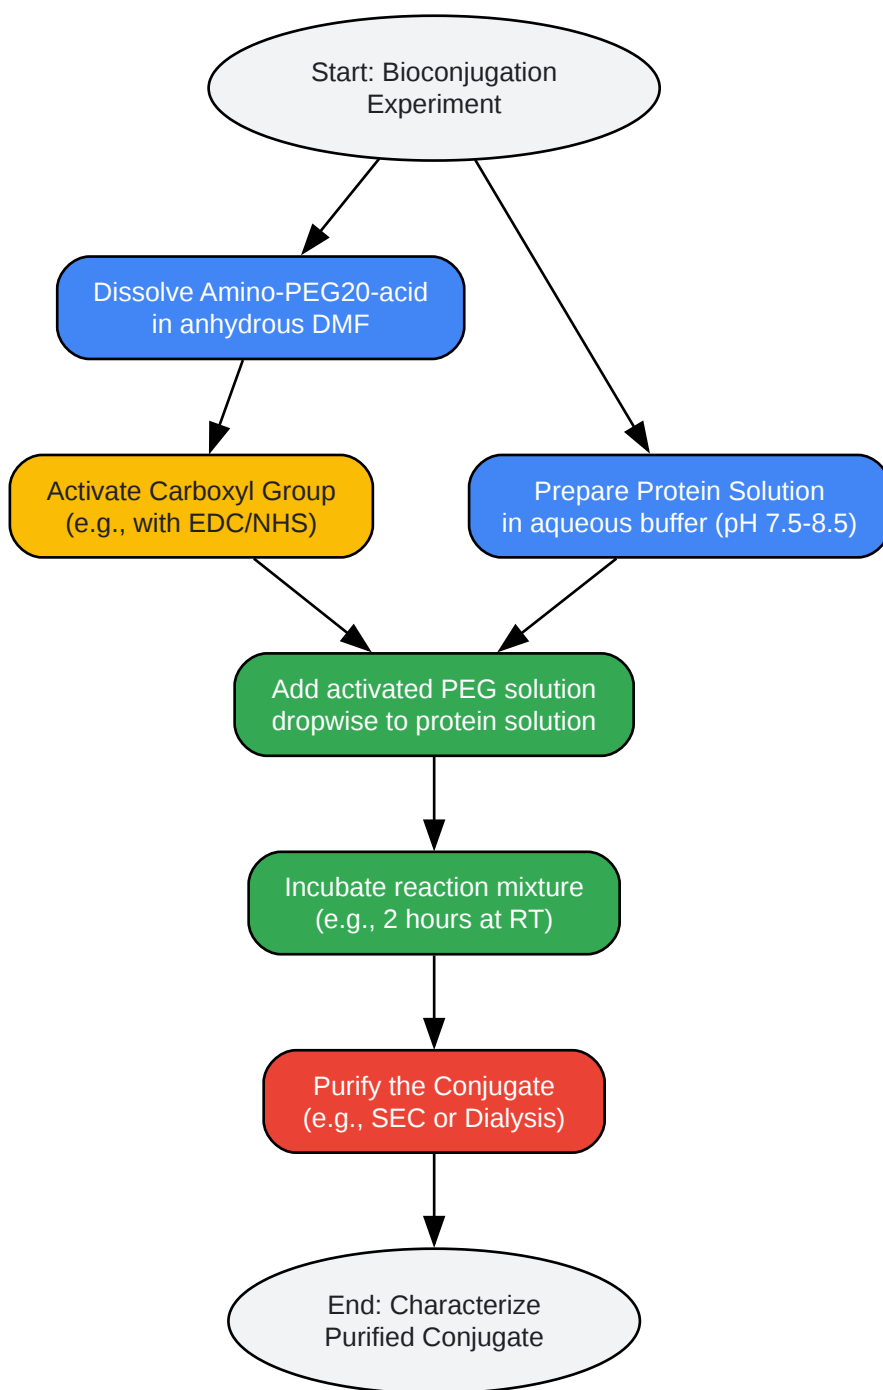 Start: Bioconjugation
Experiment
Dissolve Amino-PEG20-acid
in anhydrous DMF
Activate Carboxyl Group
(e.g., with EDC/NHS)
Prepare Protein Solution
in aqueous buffer (pH 7.5-8.5)
Add activated PEG solution
dropwise to protein solution
Incubate reaction mixture
(e.g., 2 hours at RT)
Purify the Conjugate
(e.g., SEC or Dialysis)
End: Characterize
Purified Conjugate